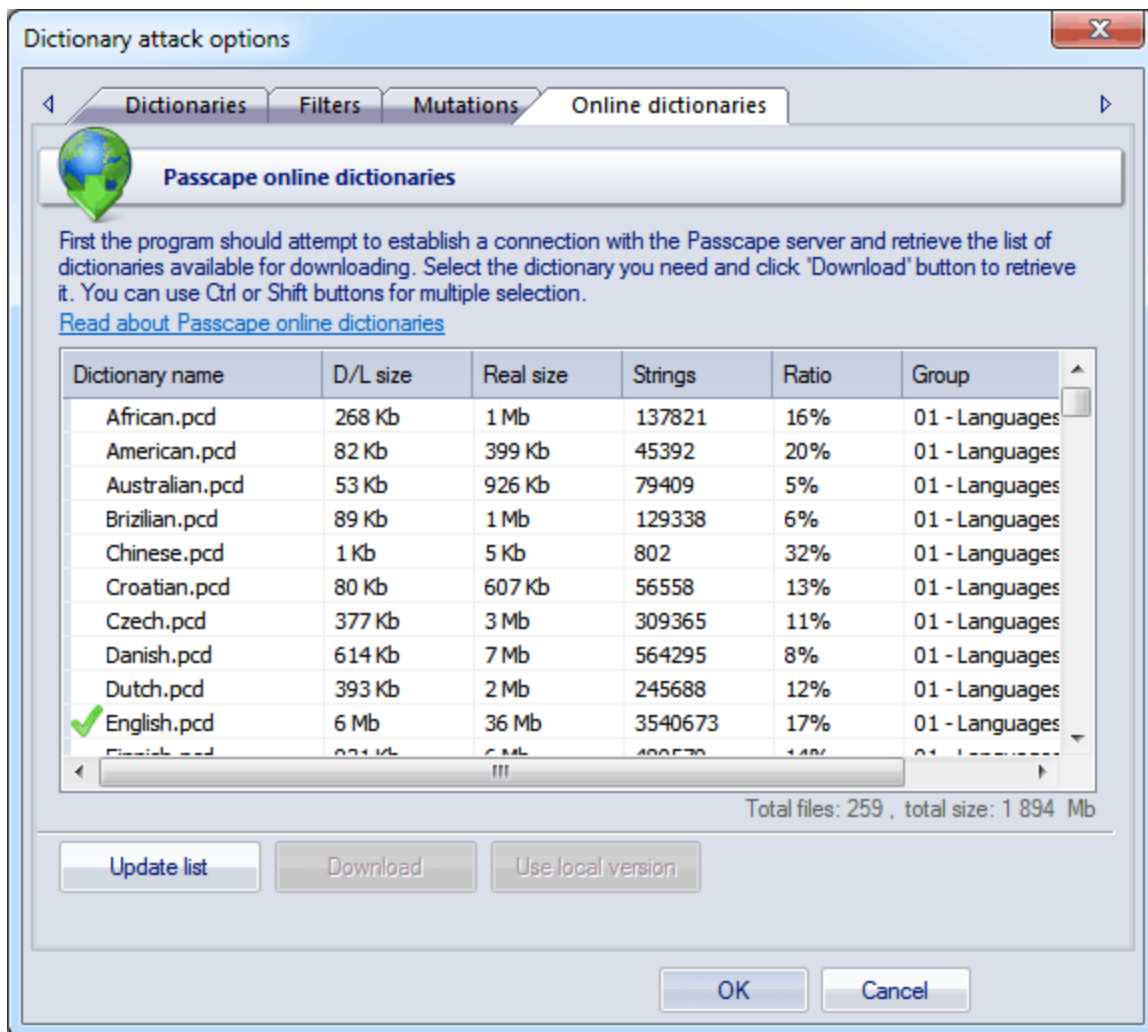 Dictionary attack options
Dictionaries Filters Mutations Online dictionaries
Passcape online dictionaries
First the program should attempt to establish a connection with the Passcape server and retrieve the list of
dictionaries available for downloading. Select the dictionary you need and click 'Download' button to retrieve
it. You can use Ctrl or Shift buttons for multiple selection.
Read about Passcape online dictionaries
Dictionary name D/L size Real size Strings Ratio Group
African.pcd 268 Kb 1 Mb 137821 16% 01 - Languages
American.pcd 82 Kb 399 Kb 45392 20% 01 - Languages
Australian.pcd 53 Kb 926 Kb 79409 5% 01 - Languages
Brizilian.pcd 89 Kb 1 Mb 129338 6% 01 - Languages
Chinese.pcd 1 Kb 5 Kb 802 32% 01 - Languages
Croatian.pcd 80 Kb 607 Kb 56558 13% 01 - Languages
Czech.pcd 377 Kb 3 Mb 309365 11% 01 - Languages
Danish.pcd 614 Kb 7 Mb 564295 8% 01 - Languages
Dutch.pcd 393 Kb 2 Mb 245688 12% 01 - Languages
English.pcd 6 Mb 36 Mb 3540673 17% 01 - Languages
Total files: 259 , total size: 1 894 Mb
Update list Download Use local version
OK Cancel